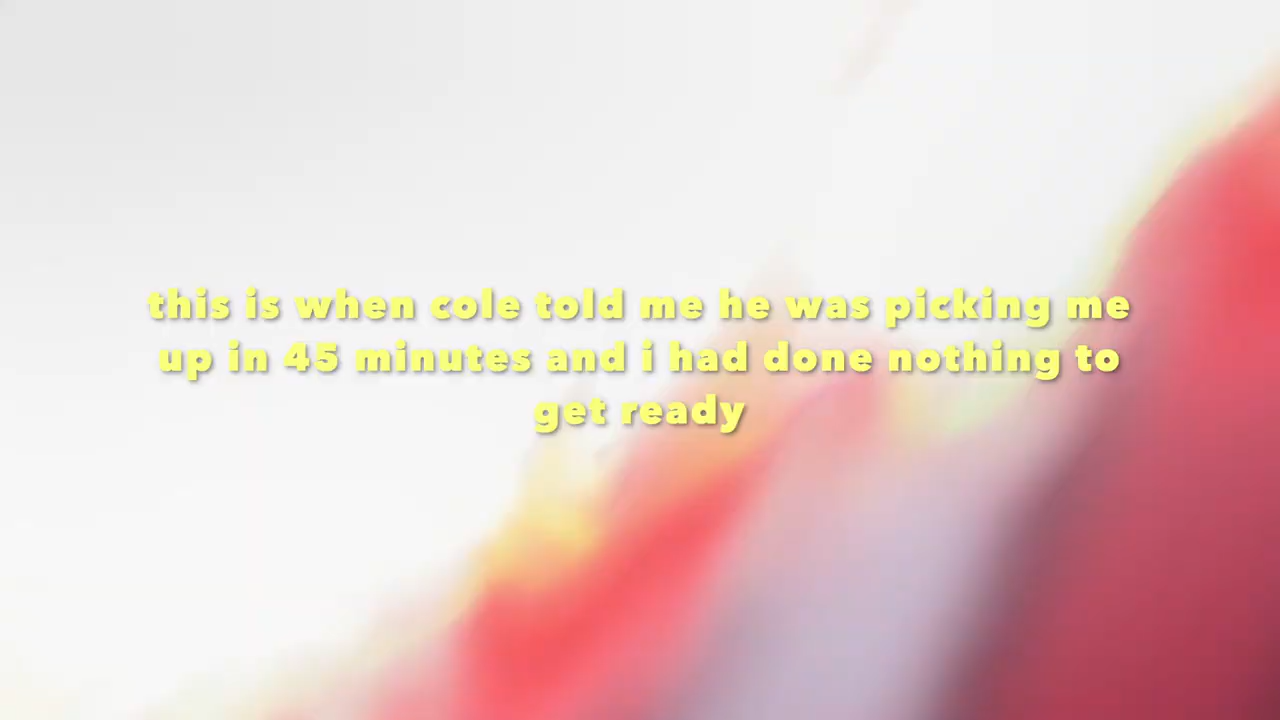 this is when cole told me he was picking me
up in 45 minutes and i had done nothing to
get ready